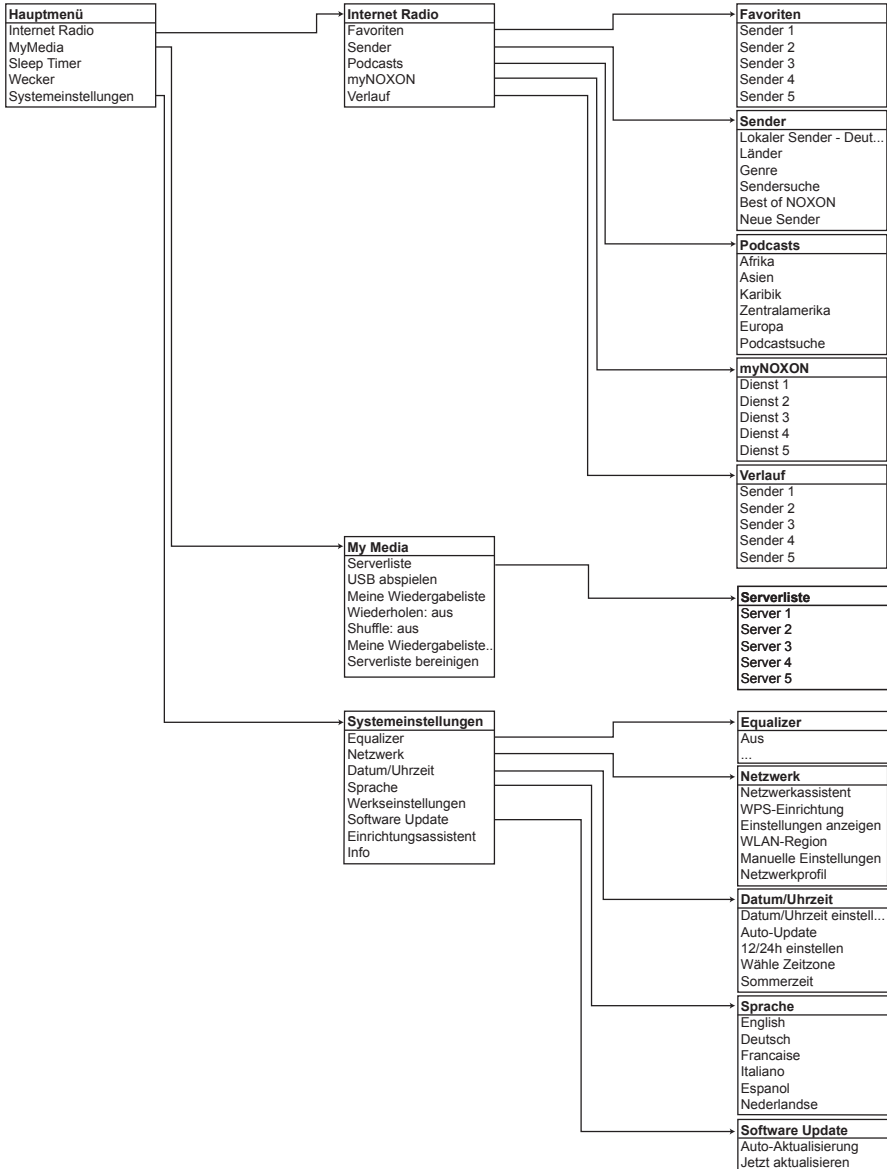 Hauptmenü
Internet Radio
MyMedia
Sleep Timer
Wecker
Systemeinstellungen
Internet Radio
Favoriten
Sender
Podcasts
myNOXON
Verlauf
Favoriten
Sender 1
Sender 2
Sender 3
Sender 4
Sender 5
Sender
Lokaler Sender - Deut...
Länder
Genre
Sendersuche
Best of NOXON
Neue Sender
Podcasts
Afrika
Asien
Karibik
Zentralamerika
Europa
Podcastsuche
myNOXON
Dienst 1
Dienst 2
Dienst 3
Dienst 4
Dienst 5
Verlauf
Sender 1
Sender 2
Sender 3
Sender 4
Sender 5
My Media
Serverliste
USB abspielen
Meine Wiedergabeliste
Wiederholen: aus
Shuffle: aus
Meine Wiedergabeliste..
Serverliste bereinigen
Serverliste
Server 1
Server 2
Server 3
Server 4
Server 5
Systemeinstellungen
Equalizer
Netzwerk
Datum/Uhrzeit
Sprache
Werkseinstellungen
Software Update
Einrichtungsassistent
Info
Equalizer
Aus
...
Netzwerk
Netzwerkassistent
WPS-Einrichtung
Einstellungen anzeigen
WLAN-Region
Manuelle Einstellungen
Netzwerkprofil
Datum/Uhrzeit
Datum/Uhrzeit einstell...
Auto-Update
12/24h einstellen
Wähle Zeitzone
Sommerzeit
Sprache
English
Deutsch
Francaise
Italiano
Espanol
Nederlandse
Software Update
Auto-Aktualisierung
Jetzt aktualisieren